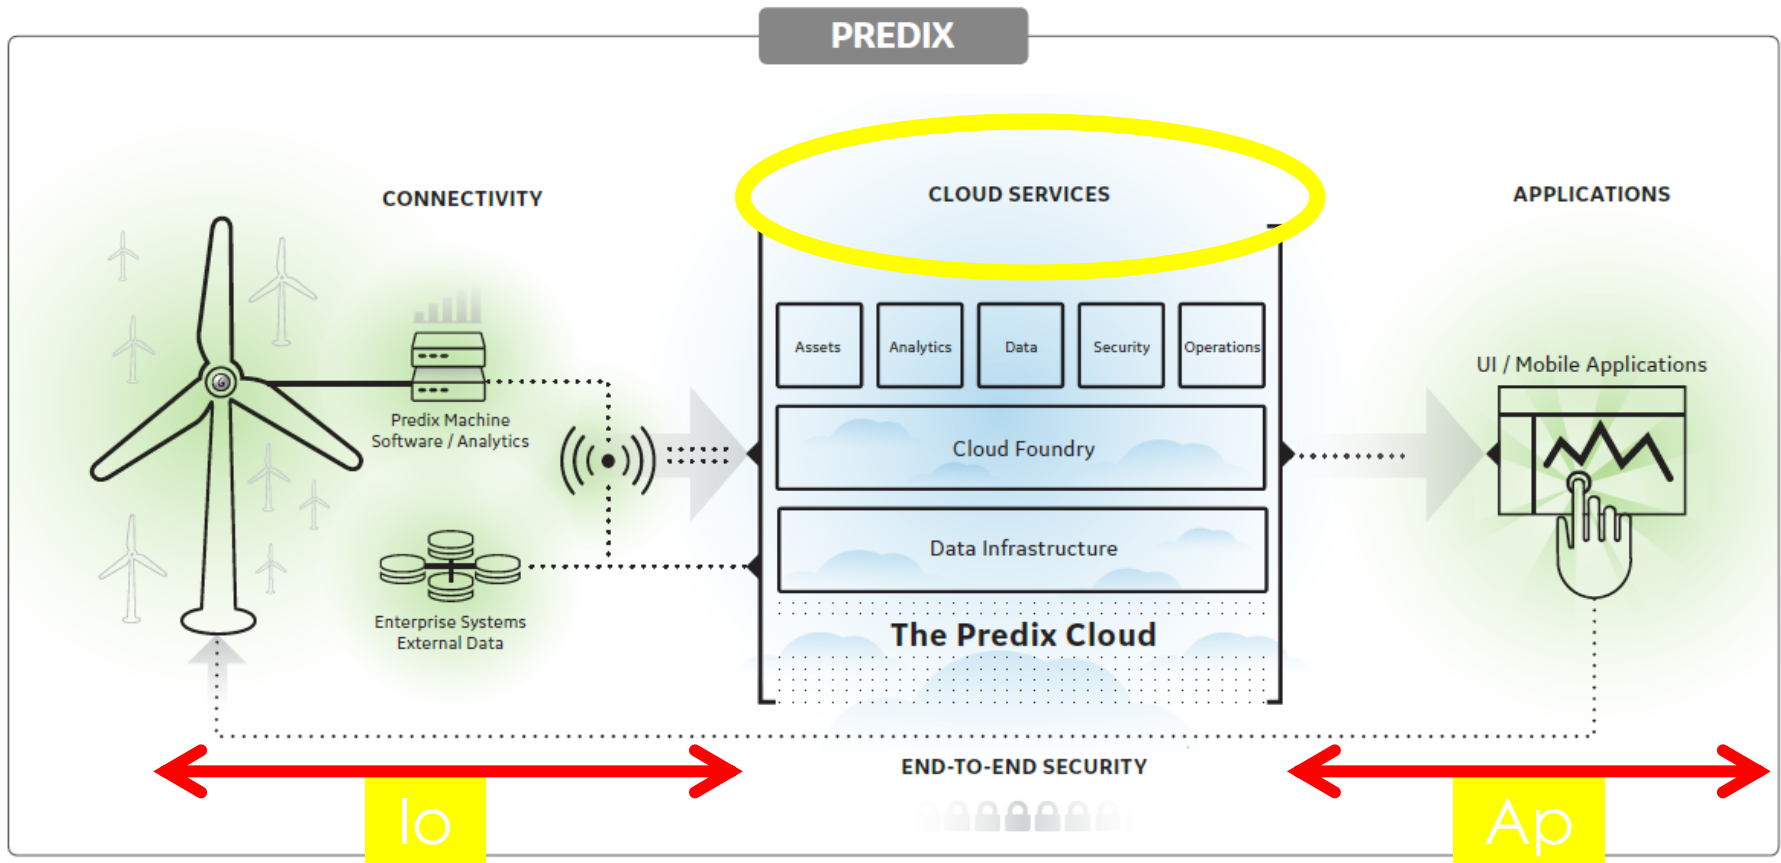 PREDIX
CONNECTIVITY
CLOUD SERVICES
APPLICATIONS
Assets
Analytics
Data
Security
Operations
UI / Mobile Applications
Predix Machine
Software / Analytics
Cloud Foundry
Data Infrastructure
Enterprise Systems
External Data
The Predix Cloud
END-TO-END SECURITY
Io
Ap